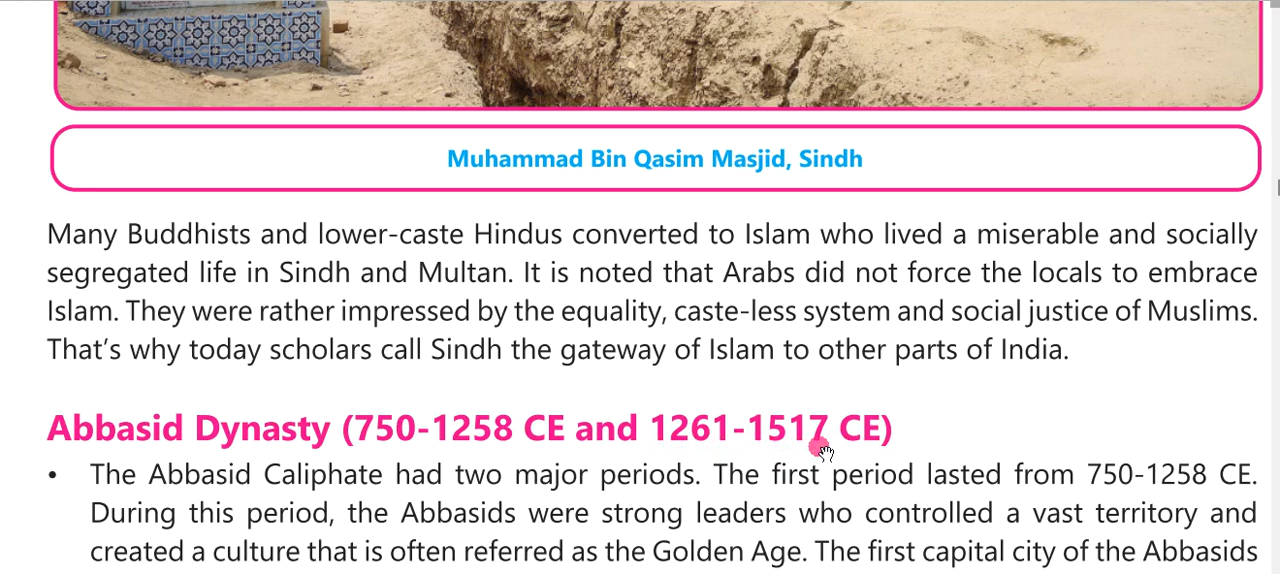 Muhammad Bin Qasim Masjid, Sindh
Many Buddhists and lower-caste Hindus converted to Islam who lived a miserable and socially
segregated life in Sindh and Multan. It is noted that Arabs did not force the locals to embrace
Islam. They were rather impressed by the equality, caste-less system and social justice of Muslims.
That’s why today scholars call Sindh the gateway of Islam to other parts of India.
Abbasid Dynasty (750-1258 CE and 1261-1517 CE)
• The Abbasid Caliphate had two major periods. The first period lasted from 750-1258 CE.
During this period, the Abbasids were strong leaders who controlled a vast territory and
created a culture that is often referred as the Golden Age. The first capital city of the Abbasids